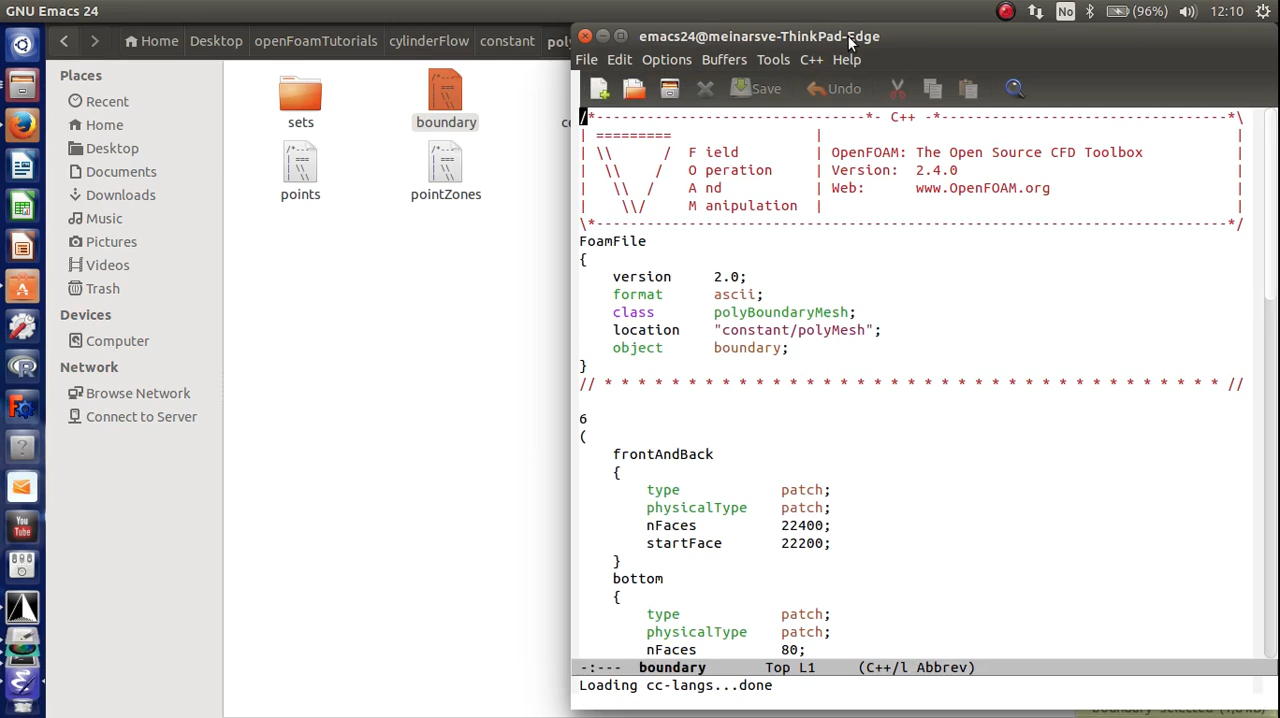 GNU Emacs 24
No
(96%)
12:10
Home
Desktop
openFoamTutorials
cylinderFlow
constant
Places
Recent
Home
Desktop
Documents
Downloads
Music
Pictures
Videos
Trash
Devices
Computer
Network
Browse Network
Connect to Server
sets
boundary
points
pointZones
emacs24@meinarsve-ThinkPad-Edge
File Edit Options Buffers Tools C++ Help
Save
Undo
/*--------------------------------*- C++ -*----------------------------------*\
| =========                 |                                                 |
| \\      /  F ield         | OpenFOAM: The Open Source CFD Toolbox           |
|  \\    /   O peration     | Version:  2.4.0                                 |
|   \\  /    A nd           | Web:      www.OpenFOAM.org                      |
|    \\/     M anipulation  |                                                 |
\*---------------------------------------------------------------------------*/
FoamFile
{
    version     2.0;
    format      ascii;
    class       polyBoundaryMesh;
    location    "constant/polyMesh";
    object      boundary;
}
// * * * * * * * * * * * * * * * * * * * * * * * * * * * * * * * * * * * * * //
6
(
    frontAndBack
    {
        type            patch;
        physicalType    patch;
        nFaces          22400;
        startFace       22200;
    }
    bottom
    {
        type            patch;
        physicalType    patch;
        nFaces          80;
-:---  boundary       Top L1     (C++/l Abbrev)
Loading cc-langs...done